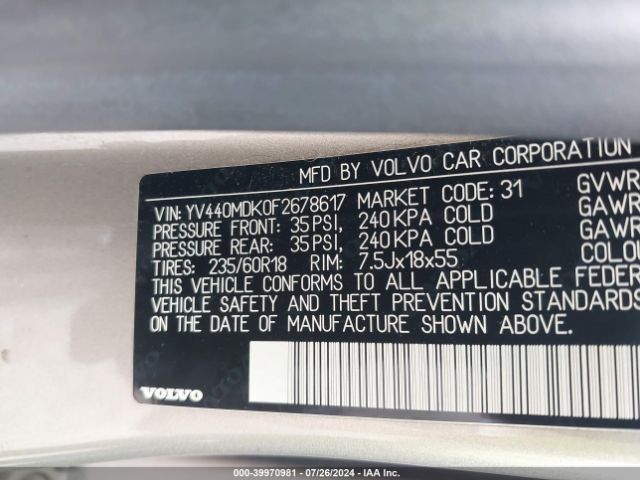 MFD BY VOLVO CAR CORPORATION
VIN: YV440MDK0F2678617 MARKET CODE: 31 GVWR
PRESSURE FRONT: 35PSI, 240KPA COLD GAWR
PRESSURE REAR: 35PSI, 240KPA COLD GAWR
TIRES: 235/60R18 RIM: 7.5Jx18x55 COLOU
THIS VEHICLE CONFORMS TO ALL APPLICABLE FEDER
VEHICLE SAFETY AND THEFT PREVENTION STANDARDS
ON THE DATE OF MANUFACTURE SHOWN ABOVE.
VOLVO
000-39970981 / 07/26/2024 / IAAI.com